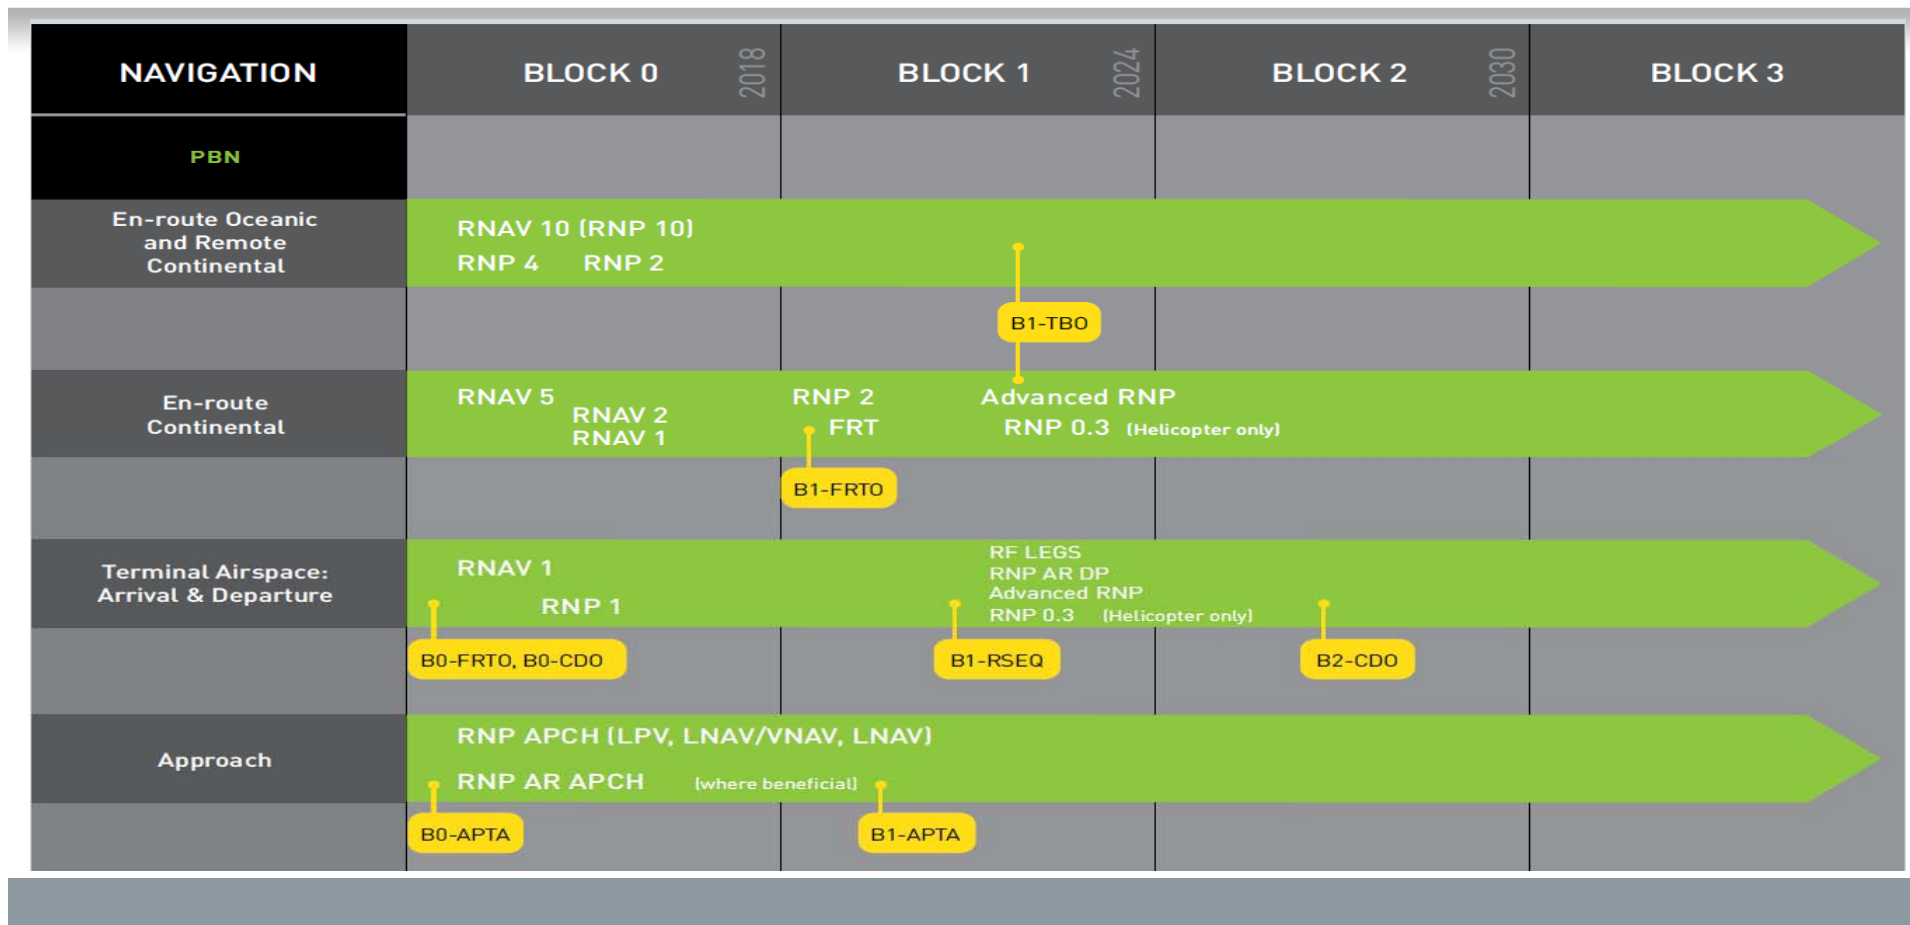 NAVIGATION
BLOCK 0
2018
BLOCK 1
2024
BLOCK 2
2030
BLOCK 3
PBN
En-route Oceanic
and Remote
Continental
RNAV 10 (RNP 10)
RNP 4 RNP 2
B1-TBO
En-route
Continental
RNAV 5
RNAV 2
RNAV 1
RNP 2
FRT
Advanced RNP
RNP 0.3 (Helicopter only)
B1-FRTO
Terminal Airspace:
Arrival & Departure
RNAV 1
RNP 1
RF LEGS
RNP AR DP
Advanced RNP
RNP 0.3 (Helicopter only)
B0-FRTO, B0-CDO
B1-RSEQ
B2-CDO
Approach
RNP APCH (LPV, LNAV/VNAV, LNAV)
RNP AR APCH (where beneficial)
B0-APTA
B1-APTA